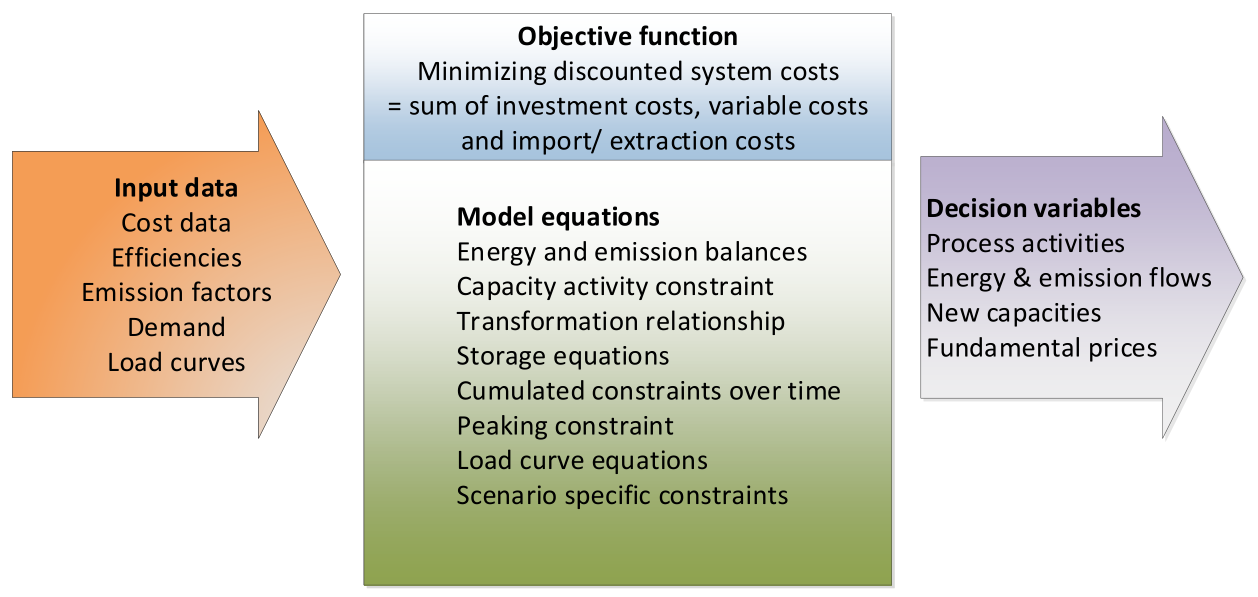 Input data
Cost data
Efficiencies
Emission factors
Demand
Load curves
Objective function
Minimizing discounted system costs
= sum of investment costs, variable costs
and import/ extraction costs
Model equations
Energy and emission balances
Capacity activity constraint
Transformation relationship
Storage equations
Cumulated constraints over time
Peaking constraint
Load curve equations
Scenario specific constraints
Decision variables
Process activities
Energy & emission flows
New capacities
Fundamental prices